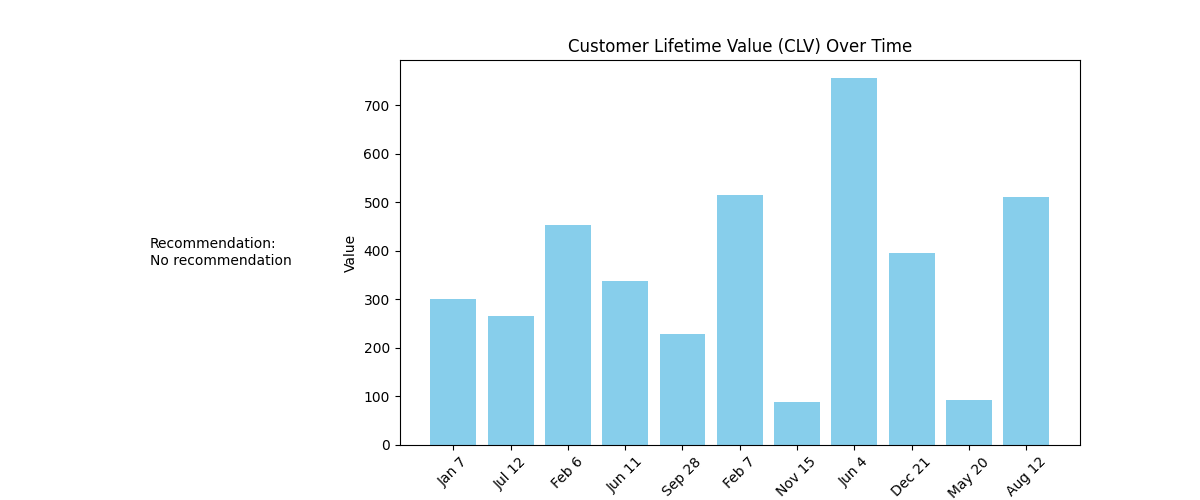 Customer Lifetime Value (CLV) Over Time
Recommendation:
No recommendation
Value
700
600
500
400
300
200
100
0
Jan 7
Jul 12
Feb 6
Jun 11
Sep 28
Feb 7
Nov 15
Jun 4
Dec 21
May 20
Aug 12